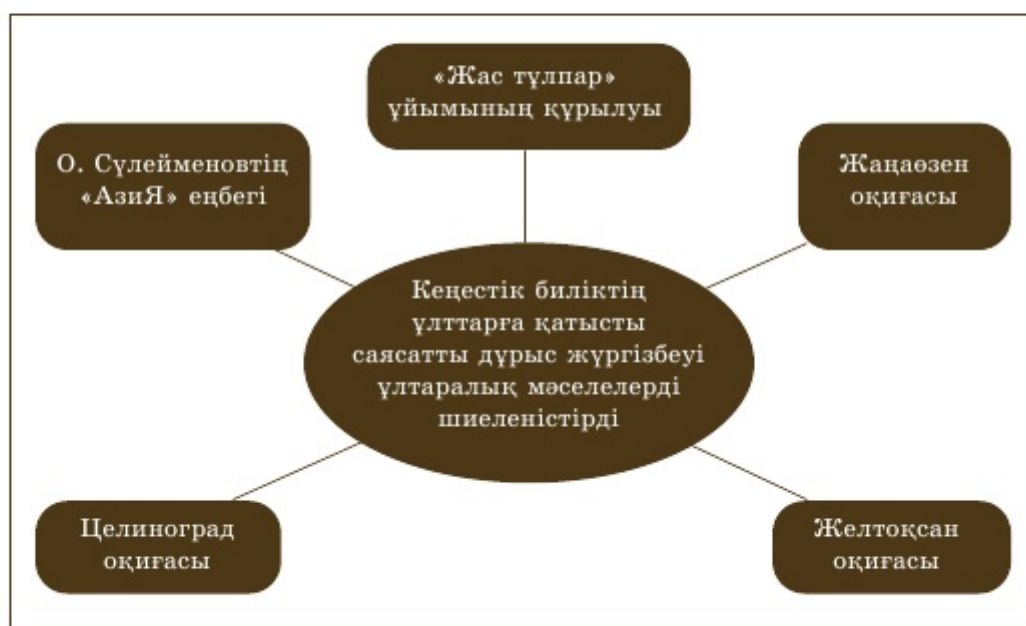 «Жас тұлпар»
ұйымының құрылуы
О. Сүлейменовтің
«АзиЯ» еңбегі
Жаңаөзен
оқиғасы
Кеңестік биліктің
ұлттарға қатысты
саясатты дұрыс жүргізбеуі
ұлтаралық мәселелерді
шиеленістірді
Целиноград
оқиғасы
Желтоқсан
оқиғасы